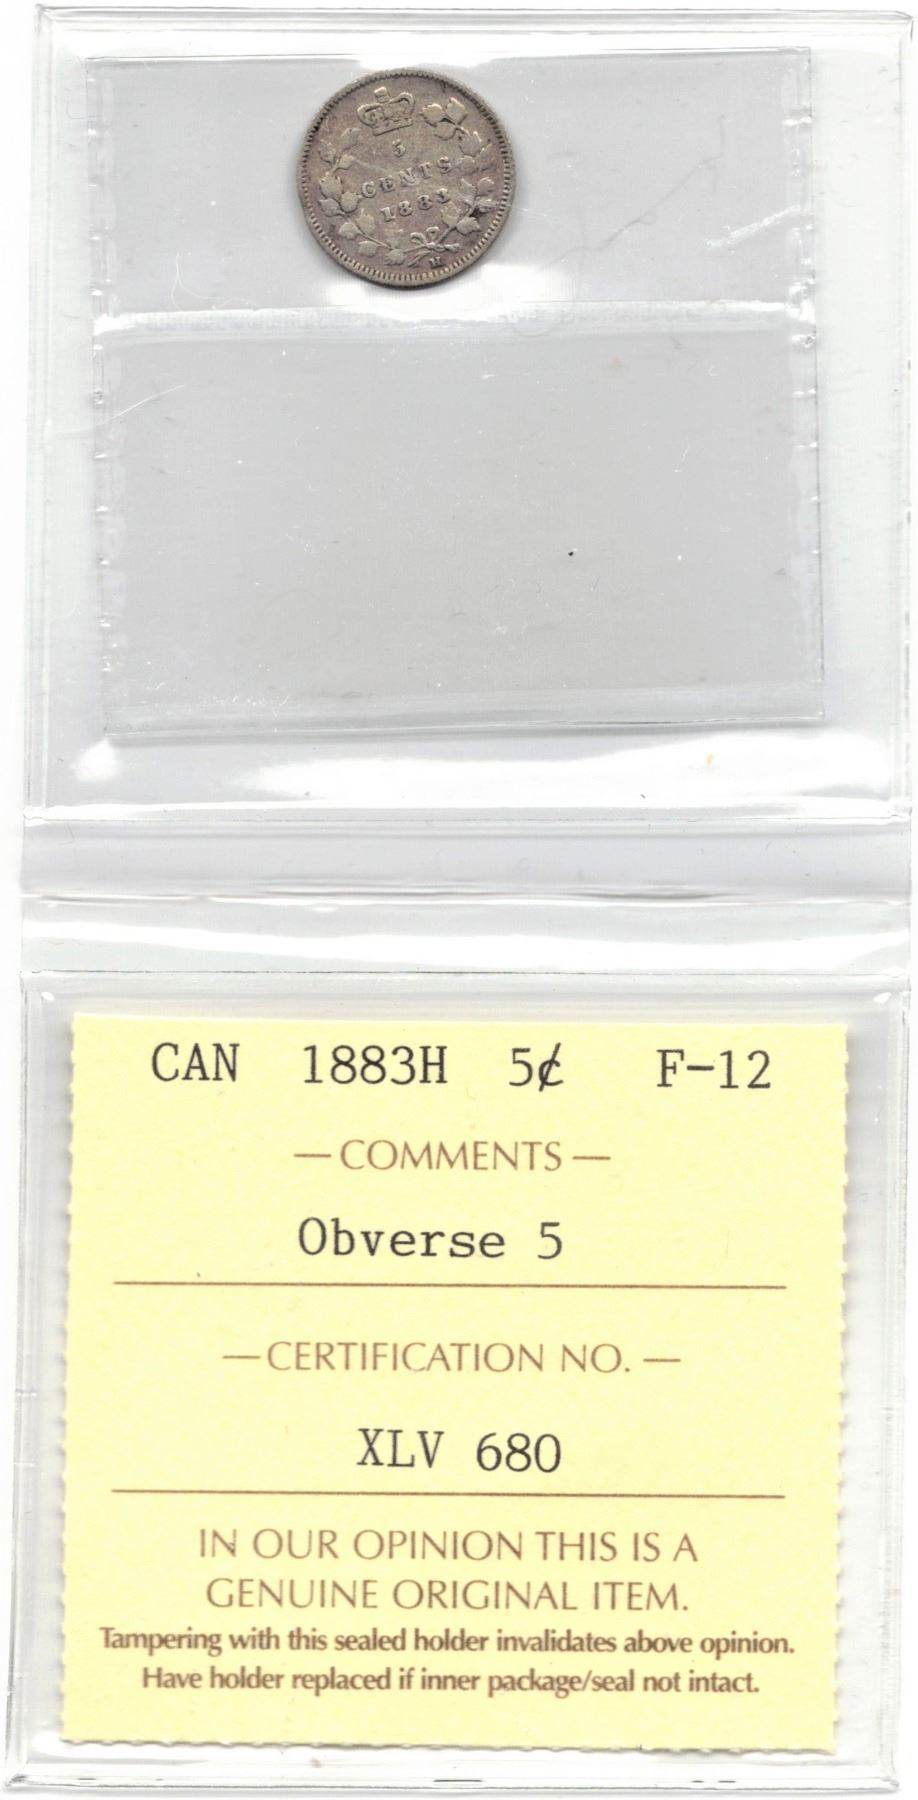 5
CENTS
1883
H
CAN 1883H 5¢ F-12
— COMMENTS —
Obverse 5
— CERTIFICATION NO. —
XLV 680
IN OUR OPINION THIS IS A
GENUINE ORIGINAL ITEM.
Tampering with this sealed holder invalidates above opinion.
Have holder replaced if inner package/seal not intact.